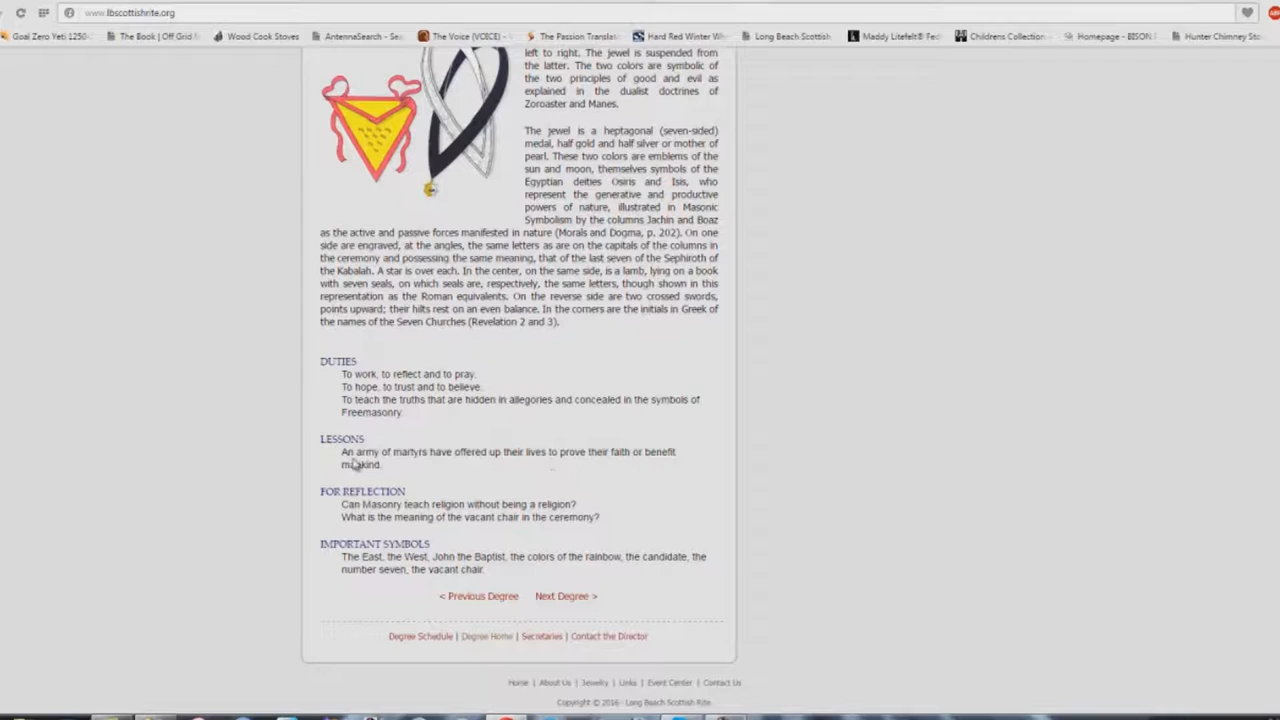 www.lbscottishrite.org
Goal Zero Yeti 1250 The Book | Off Grid Wood Cook Stoves AntennaSearch - Se The Voice (VOICE) - The Passion Translat Hard Red Winter W Long Beach Scottish Maddy Litefelt® Fe Childrens Collection Homepage - BISON Hunter Chimney Sto
left to right. The jewel is suspended from
the latter. The two colors are symbolic of
the two principles of good and evil as
explained in the dualist doctrines of
Zoroaster and Manes.
The jewel is a heptagonal (seven-sided)
medal, half gold and half silver or mother of
pearl. These two colors are emblems of the
sun and moon, themselves symbols of the
Egyptian deities Osiris and Isis, who
represent the generative and productive
powers of nature, illustrated in Masonic
Symbolism by the columns Jachin and Boaz
as the active and passive forces manifested in nature (Morals and Dogma, p. 202). On one
side are engraved, at the angles, the same letters as are on the capitals of the columns in
the ceremony and possessing the same meaning, that of the last seven of the Sephiroth of
the Kabalah. A star is over each. In the center, on the same side, is a lamb, lying on a book
with seven seals, on which seals are, respectively, the same letters, though shown in this
representation as the Roman equivalents. On the reverse side are two crossed swords,
points upward; their hilts rest on an even balance. In the corners are the initials in Greek of
the names of the Seven Churches (Revelation 2 and 3).
DUTIES
To work, to reflect and to pray.
To hope, to trust and to believe.
To teach the truths that are hidden in allegories and concealed in the symbols of
Freemasonry.
LESSONS
An army of martyrs have offered up their lives to prove their faith or benefit
mankind.
FOR REFLECTION
Can Masonry teach religion without being a religion?
What is the meaning of the vacant chair in the ceremony?
IMPORTANT SYMBOLS
The East, the West, John the Baptist, the colors of the rainbow, the candidate, the
number seven, the vacant chair.
< Previous Degree Next Degree >
Degree Schedule | Degree Home | Secretaries | Contact the Director
Home | About Us | Jewelry | Links | Event Center | Contact Us
Copyright © 2016 - Long Beach Scottish Rite